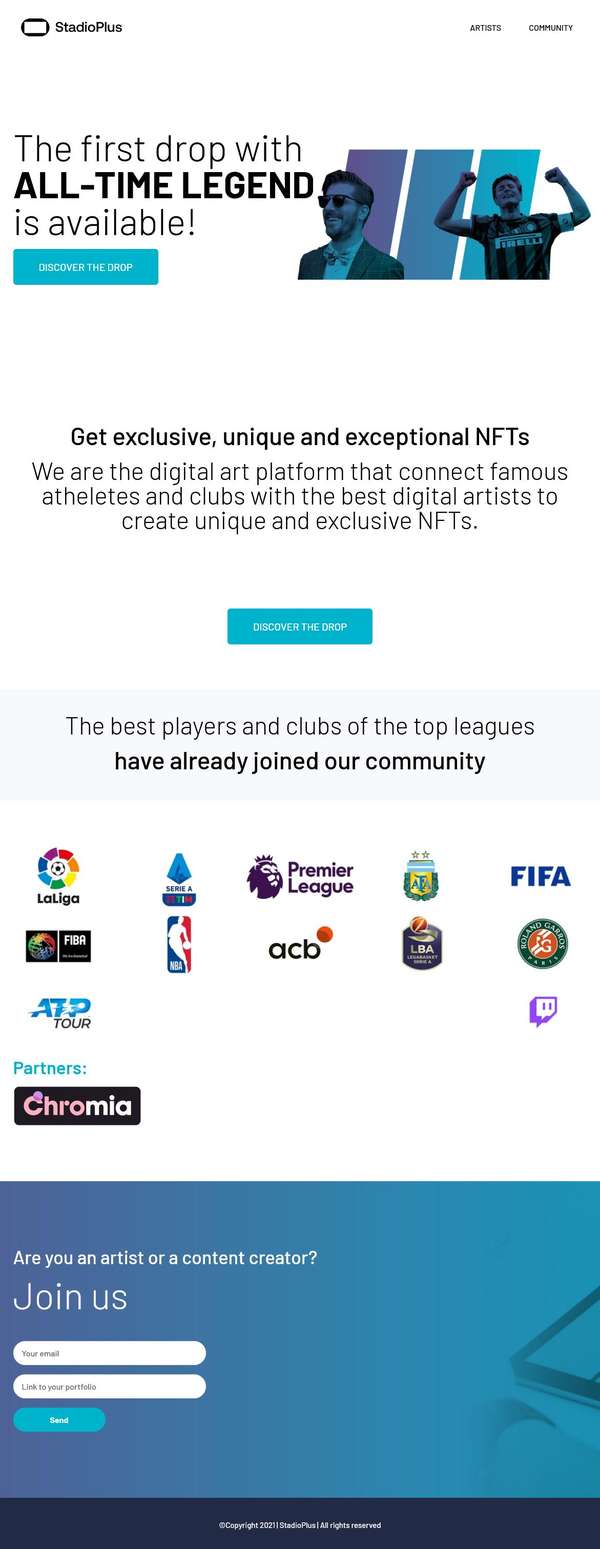 StadioPlus
ARTISTS
COMMUNITY
The first drop with
ALL-TIME LEGEND
is available!
DISCOVER THE DROP
PIRELLI
Get exclusive, unique and exceptional NFTs
We are the digital art platform that connect famous
atheletes and clubs with the best digital artists to
create unique and exclusive NFTs.
DISCOVER THE DROP
The best players and clubs of the top leagues
have already joined our community
LaLiga
SERIE A
TIM
Premier
League
AFA
FIFA
FIBA
We Are Basketball
NBA
acb
LBA
LEGABASKET
SERIE A
ROLAND GARROS
RG
PARIS
ATP
TOUR
Partners:
Chromia
Are you an artist or a content creator?
Join us
Your email
Link to your portfolio
Send
©Copyright 2021 | StadioPlus | All rights reserved